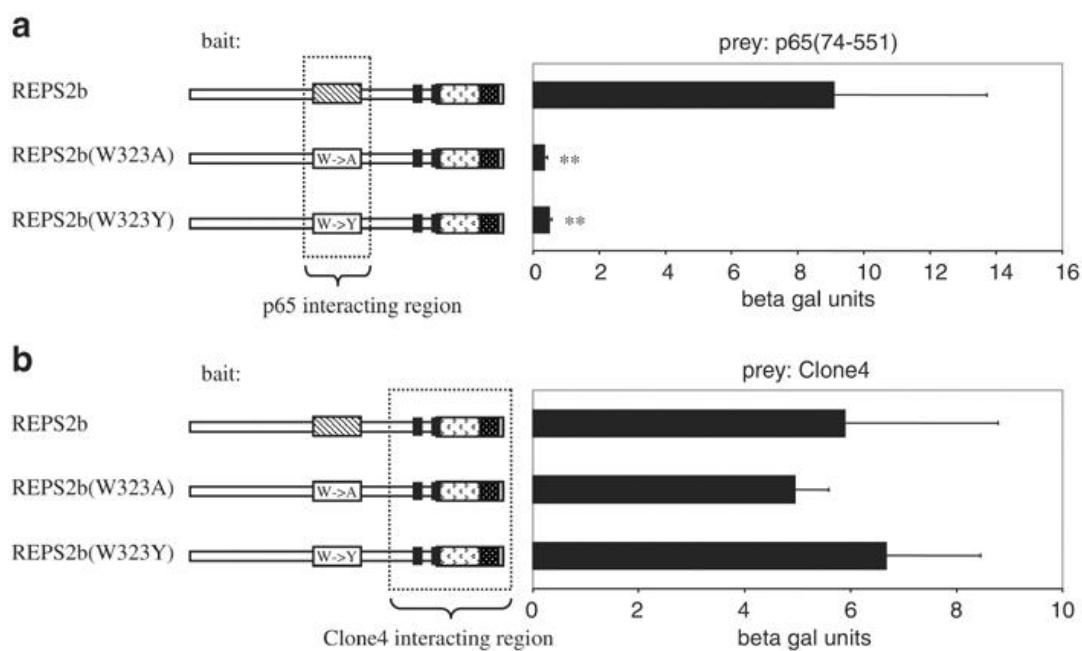 a
bait:
prey: p65(74-551)
REPS2b
REPS2b(W323A)
W->A
**
REPS2b(W323Y)
W->Y
**
0 2 4 6 8 10 12 14 16
beta gal units
p65 interacting region
b
bait:
prey: Clone4
REPS2b
REPS2b(W323A)
W->A
REPS2b(W323Y)
W->Y
0 2 4 6 8 10
beta gal units
Clone4 interacting region